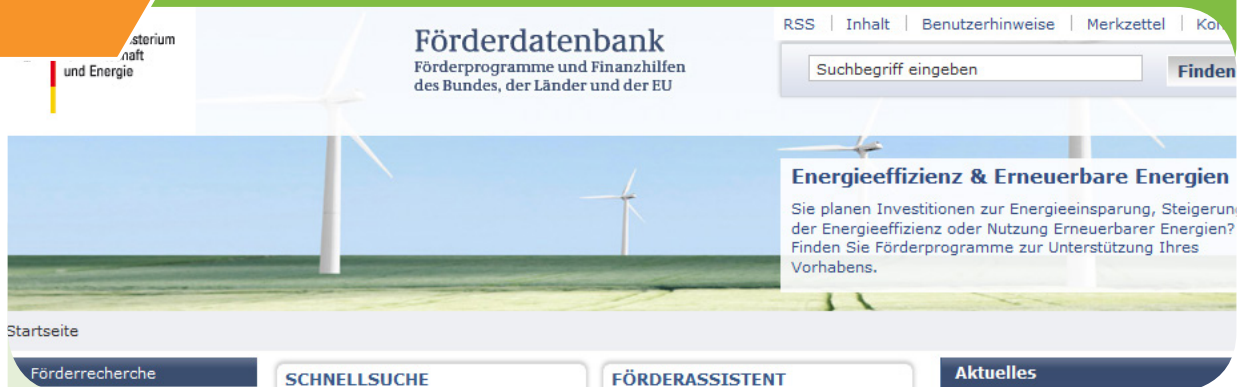 und Energie
Förderdatenbank
Förderprogramme und Finanzhilfen
des Bundes, der Länder und der EU
RSS | Inhalt | Benutzerhinweise | Merkzettel |
Suchbegriff eingeben
Finden
Energieeffizienz & Erneuerbare Energien
Sie planen Investitionen zur Energieeinsparung, Steigerung
der Energieeffizienz oder Nutzung Erneuerbarer Energien?
Finden Sie Förderprogramme zur Unterstützung Ihres
Vorhabens.
Startseite
Förderrecherche
SCHNELLSUCHE
FÖRDERASSISTENT
Aktuelles